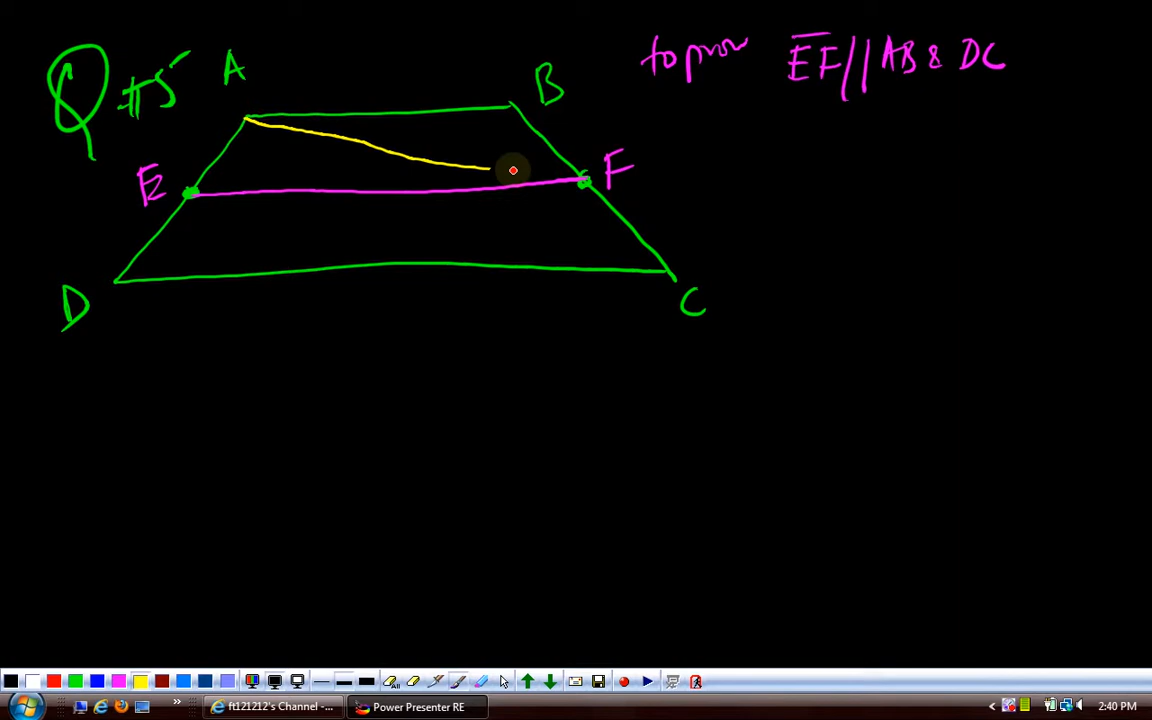 Q #5
to prove EF // AB & DC
A
B
E
F
D
C
ft121212's Channel -...
Power Presenter RE
2:40 PM